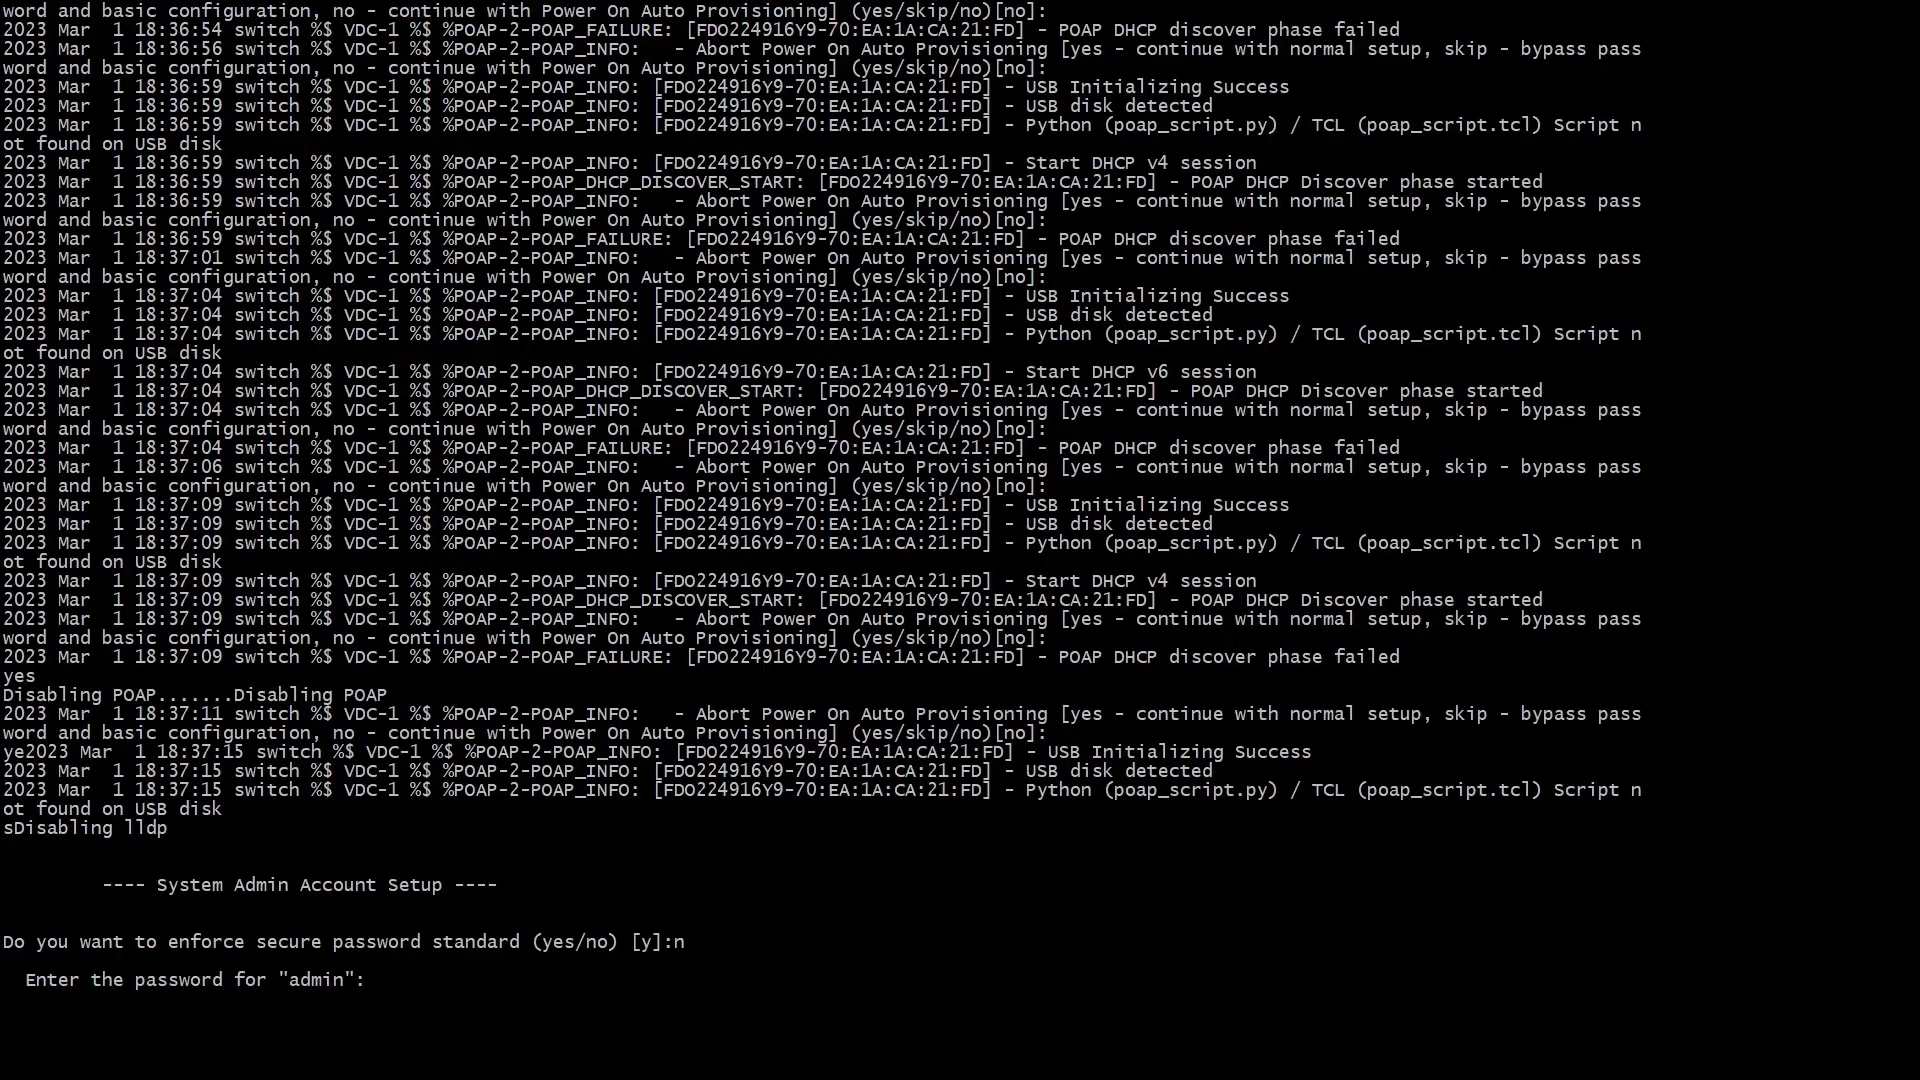 word and basic configuration, no - continue with Power On Auto Provisioning] (yes/skip/no)[no]:
2023 Mar  1 18:36:54 switch %$ VDC-1 %$ %POAP-2-POAP_FAILURE: [FDO224916Y9-70:EA:1A:CA:21:FD] - POAP DHCP discover phase failed
2023 Mar  1 18:36:56 switch %$ VDC-1 %$ %POAP-2-POAP_INFO:   - Abort Power On Auto Provisioning [yes - continue with normal setup, skip - bypass pass
word and basic configuration, no - continue with Power On Auto Provisioning] (yes/skip/no)[no]:
2023 Mar  1 18:36:59 switch %$ VDC-1 %$ %POAP-2-POAP_INFO: [FDO224916Y9-70:EA:1A:CA:21:FD] - USB Initializing Success
2023 Mar  1 18:36:59 switch %$ VDC-1 %$ %POAP-2-POAP_INFO: [FDO224916Y9-70:EA:1A:CA:21:FD] - USB disk detected
2023 Mar  1 18:36:59 switch %$ VDC-1 %$ %POAP-2-POAP_INFO: [FDO224916Y9-70:EA:1A:CA:21:FD] - Python (poap_script.py) / TCL (poap_script.tcl) Script n
ot found on USB disk
2023 Mar  1 18:36:59 switch %$ VDC-1 %$ %POAP-2-POAP_INFO: [FDO224916Y9-70:EA:1A:CA:21:FD] - Start DHCP v4 session
2023 Mar  1 18:36:59 switch %$ VDC-1 %$ %POAP-2-POAP_DHCP_DISCOVER_START: [FDO224916Y9-70:EA:1A:CA:21:FD] - POAP DHCP Discover phase started
2023 Mar  1 18:36:59 switch %$ VDC-1 %$ %POAP-2-POAP_INFO:   - Abort Power On Auto Provisioning [yes - continue with normal setup, skip - bypass pass
word and basic configuration, no - continue with Power On Auto Provisioning] (yes/skip/no)[no]:
2023 Mar  1 18:36:59 switch %$ VDC-1 %$ %POAP-2-POAP_FAILURE: [FDO224916Y9-70:EA:1A:CA:21:FD] - POAP DHCP discover phase failed
2023 Mar  1 18:37:01 switch %$ VDC-1 %$ %POAP-2-POAP_INFO:   - Abort Power On Auto Provisioning [yes - continue with normal setup, skip - bypass pass
word and basic configuration, no - continue with Power On Auto Provisioning] (yes/skip/no)[no]:
2023 Mar  1 18:37:04 switch %$ VDC-1 %$ %POAP-2-POAP_INFO: [FDO224916Y9-70:EA:1A:CA:21:FD] - USB Initializing Success
2023 Mar  1 18:37:04 switch %$ VDC-1 %$ %POAP-2-POAP_INFO: [FDO224916Y9-70:EA:1A:CA:21:FD] - USB disk detected
2023 Mar  1 18:37:04 switch %$ VDC-1 %$ %POAP-2-POAP_INFO: [FDO224916Y9-70:EA:1A:CA:21:FD] - Python (poap_script.py) / TCL (poap_script.tcl) Script n
ot found on USB disk
2023 Mar  1 18:37:04 switch %$ VDC-1 %$ %POAP-2-POAP_INFO: [FDO224916Y9-70:EA:1A:CA:21:FD] - Start DHCP v6 session
2023 Mar  1 18:37:04 switch %$ VDC-1 %$ %POAP-2-POAP_DHCP_DISCOVER_START: [FDO224916Y9-70:EA:1A:CA:21:FD] - POAP DHCP Discover phase started
2023 Mar  1 18:37:04 switch %$ VDC-1 %$ %POAP-2-POAP_INFO:   - Abort Power On Auto Provisioning [yes - continue with normal setup, skip - bypass pass
word and basic configuration, no - continue with Power On Auto Provisioning] (yes/skip/no)[no]:
2023 Mar  1 18:37:04 switch %$ VDC-1 %$ %POAP-2-POAP_FAILURE: [FDO224916Y9-70:EA:1A:CA:21:FD] - POAP DHCP discover phase failed
2023 Mar  1 18:37:06 switch %$ VDC-1 %$ %POAP-2-POAP_INFO:   - Abort Power On Auto Provisioning [yes - continue with normal setup, skip - bypass pass
word and basic configuration, no - continue with Power On Auto Provisioning] (yes/skip/no)[no]:
2023 Mar  1 18:37:09 switch %$ VDC-1 %$ %POAP-2-POAP_INFO: [FDO224916Y9-70:EA:1A:CA:21:FD] - USB Initializing Success
2023 Mar  1 18:37:09 switch %$ VDC-1 %$ %POAP-2-POAP_INFO: [FDO224916Y9-70:EA:1A:CA:21:FD] - USB disk detected
2023 Mar  1 18:37:09 switch %$ VDC-1 %$ %POAP-2-POAP_INFO: [FDO224916Y9-70:EA:1A:CA:21:FD] - Python (poap_script.py) / TCL (poap_script.tcl) Script n
ot found on USB disk
2023 Mar  1 18:37:09 switch %$ VDC-1 %$ %POAP-2-POAP_INFO: [FDO224916Y9-70:EA:1A:CA:21:FD] - Start DHCP v4 session
2023 Mar  1 18:37:09 switch %$ VDC-1 %$ %POAP-2-POAP_DHCP_DISCOVER_START: [FDO224916Y9-70:EA:1A:CA:21:FD] - POAP DHCP Discover phase started
2023 Mar  1 18:37:09 switch %$ VDC-1 %$ %POAP-2-POAP_INFO:   - Abort Power On Auto Provisioning [yes - continue with normal setup, skip - bypass pass
word and basic configuration, no - continue with Power On Auto Provisioning] (yes/skip/no)[no]:
2023 Mar  1 18:37:09 switch %$ VDC-1 %$ %POAP-2-POAP_FAILURE: [FDO224916Y9-70:EA:1A:CA:21:FD] - POAP DHCP discover phase failed
yes
Disabling POAP.......Disabling POAP
2023 Mar  1 18:37:11 switch %$ VDC-1 %$ %POAP-2-POAP_INFO:   - Abort Power On Auto Provisioning [yes - continue with normal setup, skip - bypass pass
word and basic configuration, no - continue with Power On Auto Provisioning] (yes/skip/no)[no]:
ye2023 Mar  1 18:37:15 switch %$ VDC-1 %$ %POAP-2-POAP_INFO: [FDO224916Y9-70:EA:1A:CA:21:FD] - USB Initializing Success
2023 Mar  1 18:37:15 switch %$ VDC-1 %$ %POAP-2-POAP_INFO: [FDO224916Y9-70:EA:1A:CA:21:FD] - USB disk detected
2023 Mar  1 18:37:15 switch %$ VDC-1 %$ %POAP-2-POAP_INFO: [FDO224916Y9-70:EA:1A:CA:21:FD] - Python (poap_script.py) / TCL (poap_script.tcl) Script n
ot found on USB disk
sDisabling lldp
---- System Admin Account Setup ----
Do you want to enforce secure password standard (yes/no) [y]:n
Enter the password for "admin":